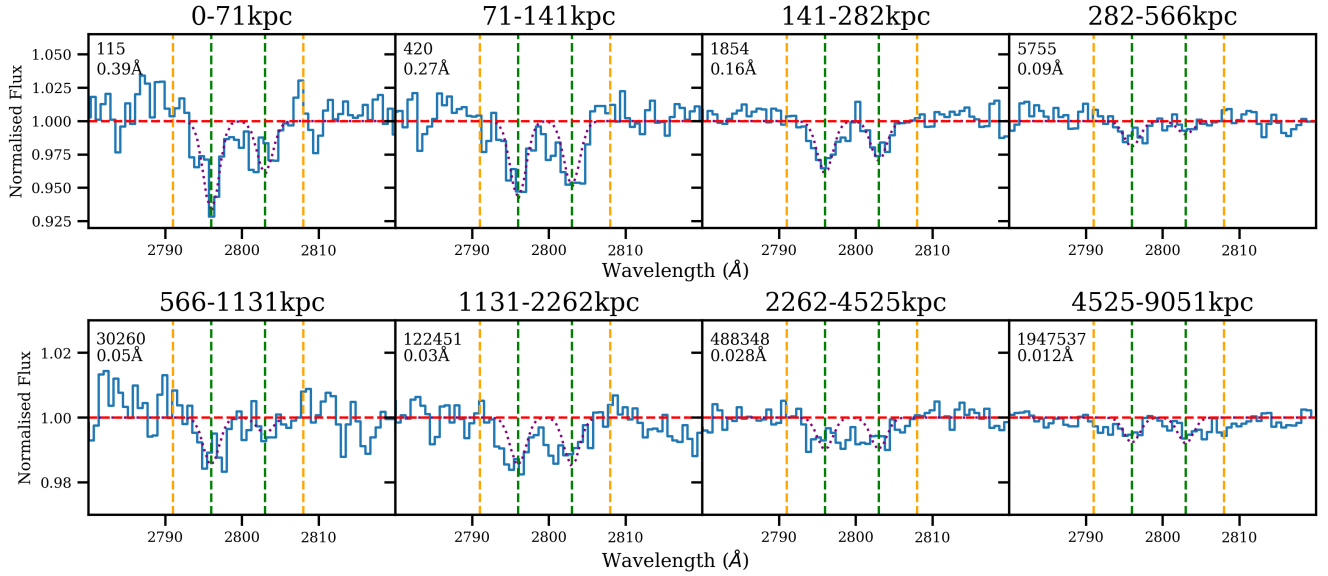 0-71kpc 71-141kpc 141-282kpc 282-566kpc
115 420 1854 5755
0.39Å 0.27Å 0.16Å 0.09Å
1.050
1.025
1.000
0.975
0.950
0.925
Normalised Flux
2790 2800 2810 2790 2800 2810 2790 2800 2810 2790 2800 2810
Wavelength (Å)
566-1131kpc 1131-2262kpc 2262-4525kpc 4525-9051kpc
30260 122451 488348 1947537
0.05Å 0.03Å 0.028Å 0.012Å
1.02
1.00
0.98
Normalised Flux
2790 2800 2810 2790 2800 2810 2790 2800 2810 2790 2800 2810
Wavelength (Å)